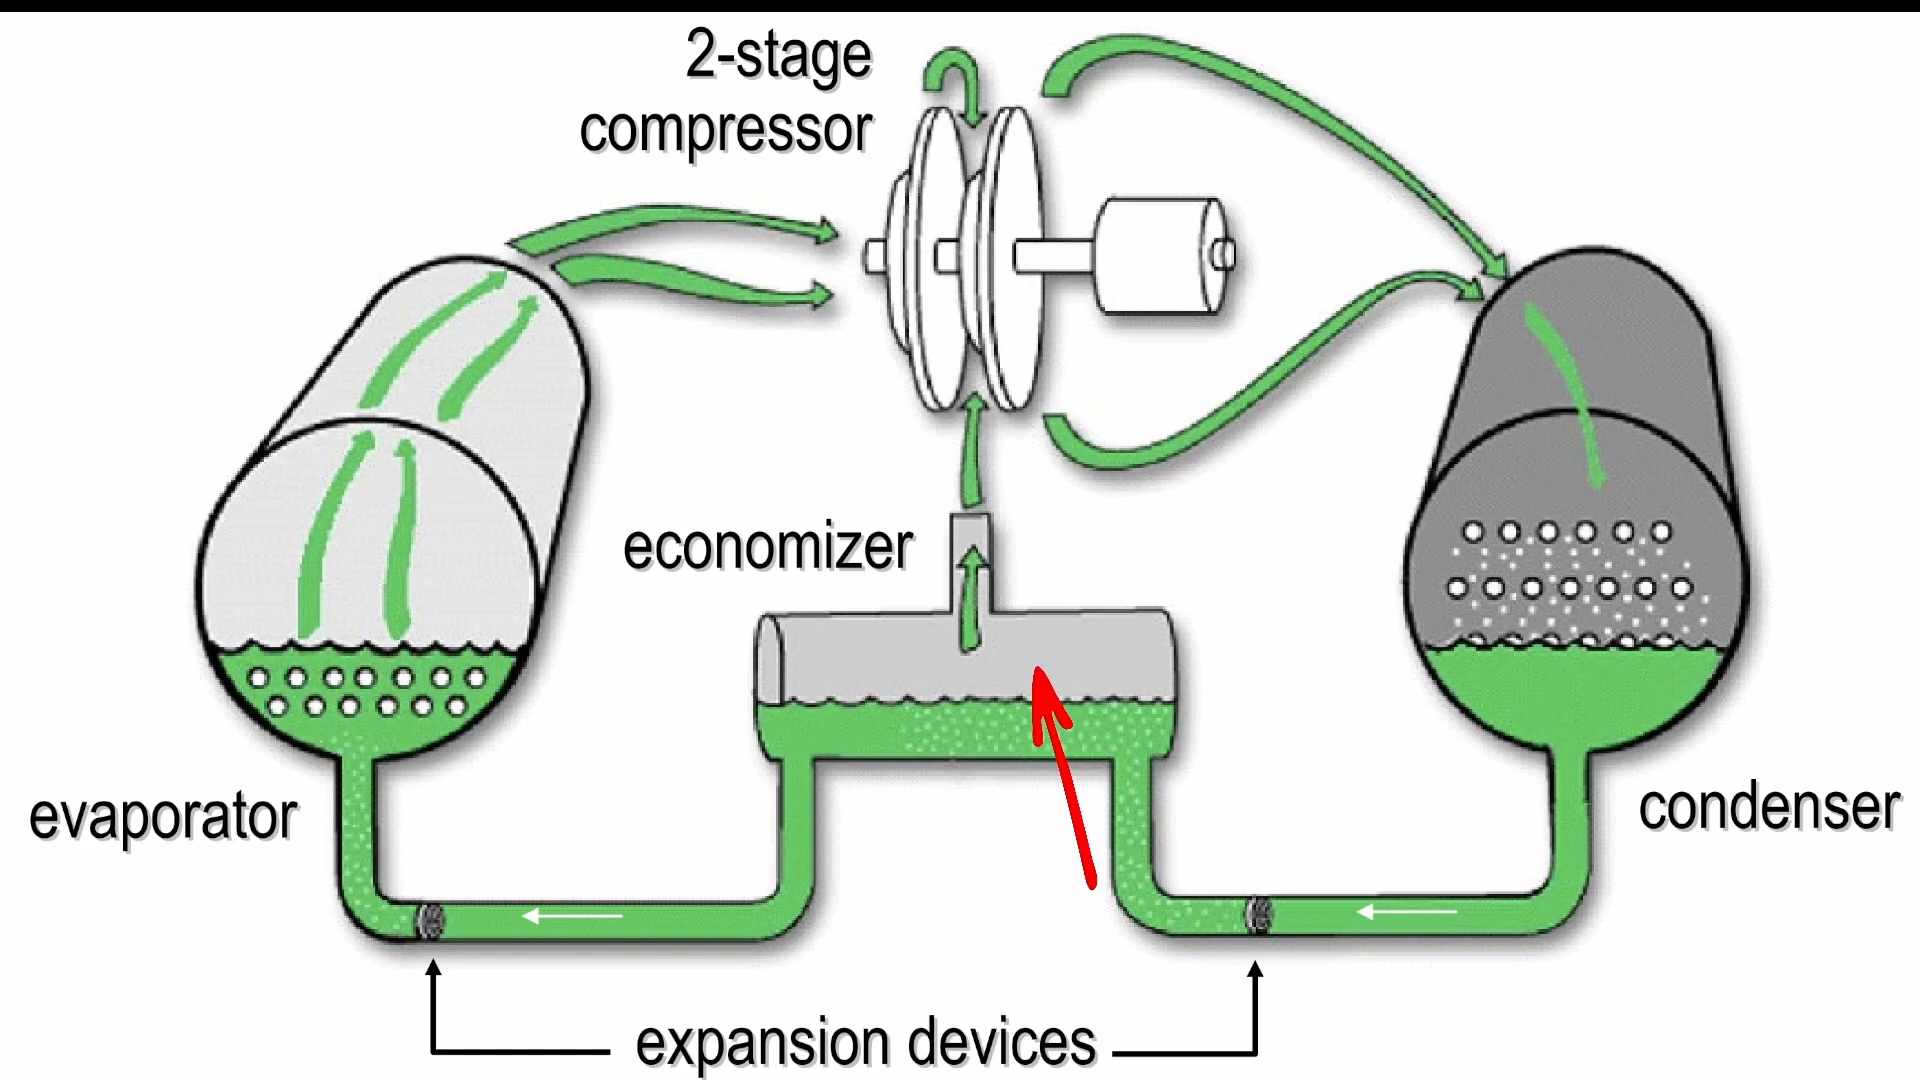 2-stage
compressor
economizer
evaporator
condenser
expansion devices